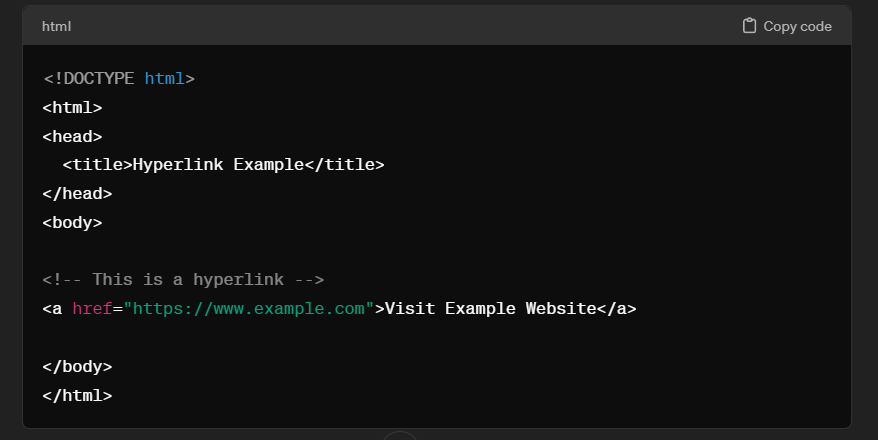 html
Copy code
<!DOCTYPE html>
<html>
<head>
  <title>Hyperlink Example</title>
</head>
<body>
<!-- This is a hyperlink -->
<a href="https://www.example.com">Visit Example Website</a>
</body>
</html>